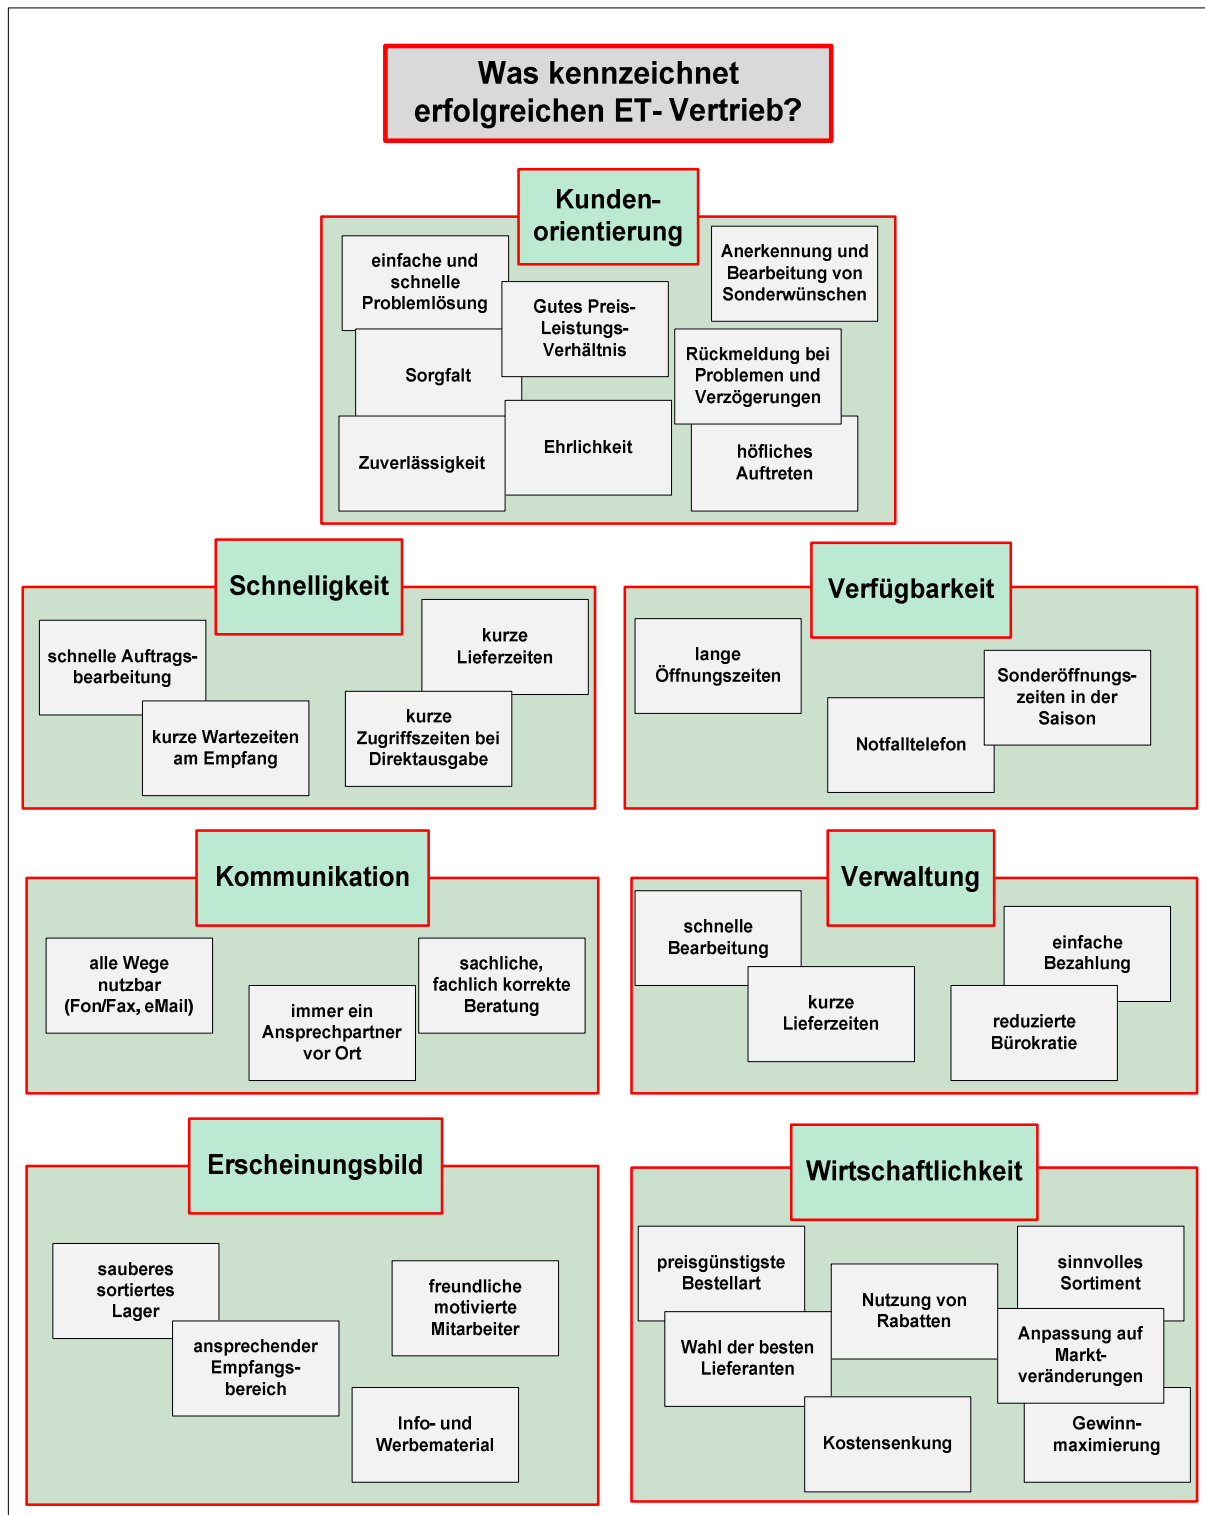 Was kennzeichnet
erfolgreichen ET- Vertrieb?
Kunden-
orientierung
einfache und
schnelle
Problemlösung
Gutes Preis-
Leistungs-
Verhältnis
Anerkennung und
Bearbeitung von
Sonderwünschen
Sorgfalt
Rückmeldung bei
Problemen und
Verzögerungen
Zuverlässigkeit
Ehrlichkeit
höfliches
Auftreten
Schnelligkeit
schnelle Auftrags-
bearbeitung
kurze Wartezeiten
am Empfang
kurze
Lieferzeiten
kurze
Zugriffszeiten bei
Direktausgabe
Verfügbarkeit
lange
Öffnungszeiten
Notfalltelefon
Sonderöffnungs-
zeiten in der
Saison
Kommunikation
alle Wege
nutzbar
(Fon/Fax, eMail)
immer ein
Ansprechpartner
vor Ort
sachliche,
fachlich korrekte
Beratung
Verwaltung
schnelle
Bearbeitung
kurze
Lieferzeiten
einfache
Bezahlung
reduzierte
Bürokratie
Erscheinungsbild
sauberes
sortiertes
Lager
ansprechender
Empfangs-
bereich
freundliche
motivierte
Mitarbeiter
Info- und
Werbematerial
Wirtschaftlichkeit
preisgünstigste
Bestellart
Wahl der besten
Lieferanten
Nutzung von
Rabatten
sinnvolles
Sortiment
Anpassung auf
Markt-
veränderungen
Kostensenkung
Gewinn-
maximierung